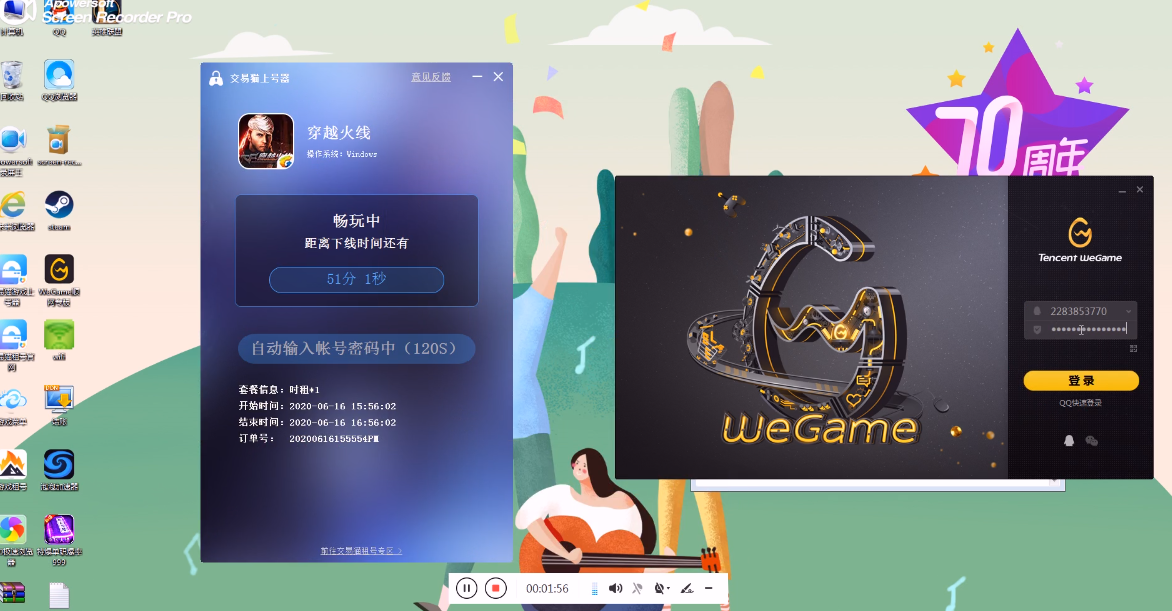 Apowersoft
Screen Recorder Pro
QQ
steam
wifi
999
交易猫上号器
意见反馈
穿越火线
操作系统：Windows
畅玩中
距离下线时间还有
51分 1秒
自动输入帐号密码中（120S）
套餐信息：时租*1
开始时间：2020-06-16 15:56:02
结束时间：2020-06-16 16:56:02
订单号： 20200616155554PM
前往交易猫租号专区 >
70周年
WeGame
Tencent WeGame
2283853770
登录
QQ快速登录
00:01:56